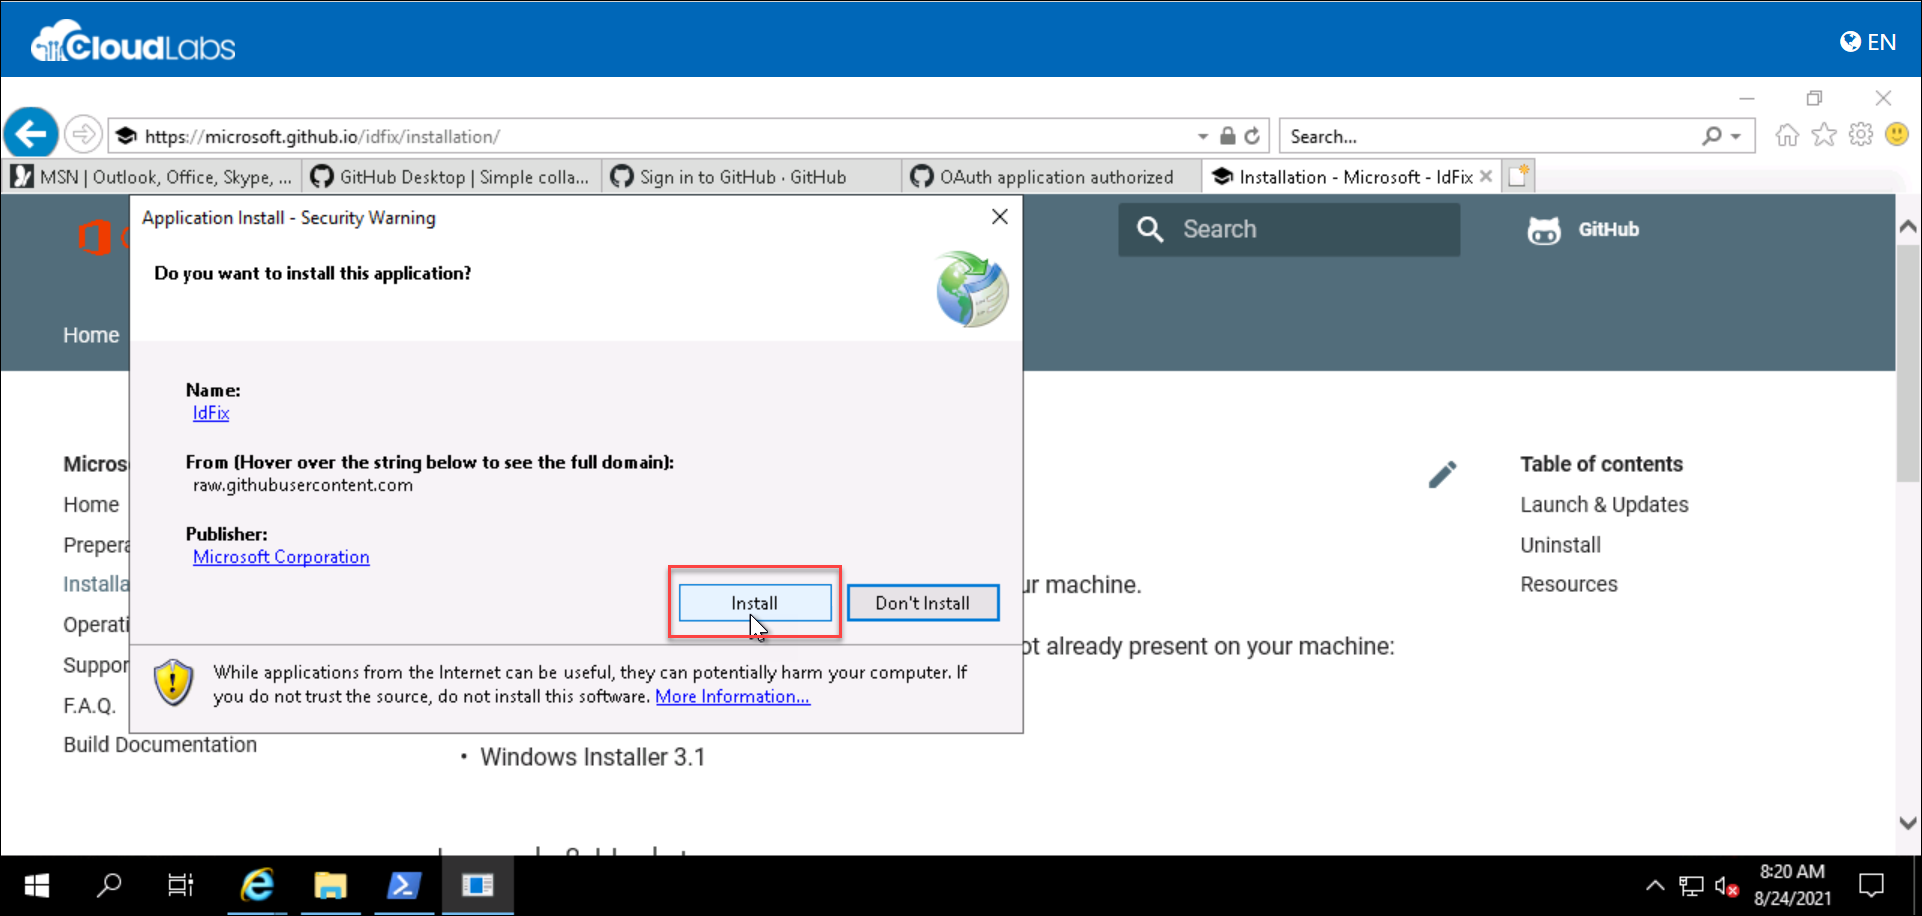 CloudLabs
EN
https://microsoft.github.io/idfix/installation/
Search...
MSN | Outlook, Office, Skype, ...
GitHub Desktop | Simple colla...
Sign in to GitHub · GitHub
OAuth application authorized
Installation - Microsoft - IdFix
Application Install - Security Warning
Search
GitHub
Do you want to install this application?
Home
Name:
IdFix
From (Hover over the string below to see the full domain):
raw.githubusercontent.com
Publisher:
Microsoft Corporation
Install
Don't Install
While applications from the Internet can be useful, they can potentially harm your computer. If
you do not trust the source, do not install this software. More Information...
Micros
Home
Prepera
Installa
Operati
Suppor
F.A.Q.
Build Documentation
ur machine.
ot already present on your machine:
• Windows Installer 3.1
Table of contents
Launch & Updates
Uninstall
Resources
8:20 AM
8/24/2021